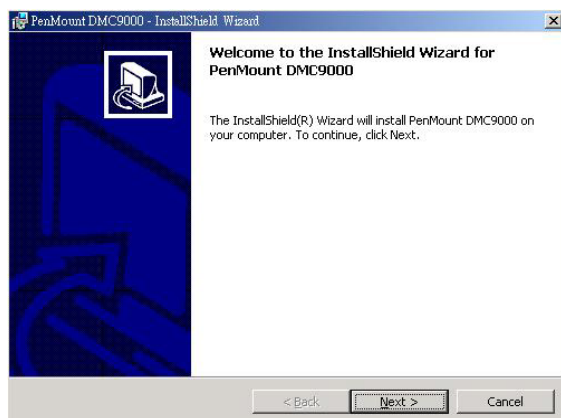 PenMount DMC9000 - InstallShield Wizard
Welcome to the InstallShield Wizard for
PenMount DMC9000
The InstallShield(R) Wizard will install PenMount DMC9000 on
your computer. To continue, click Next.
< Back
Next >
Cancel